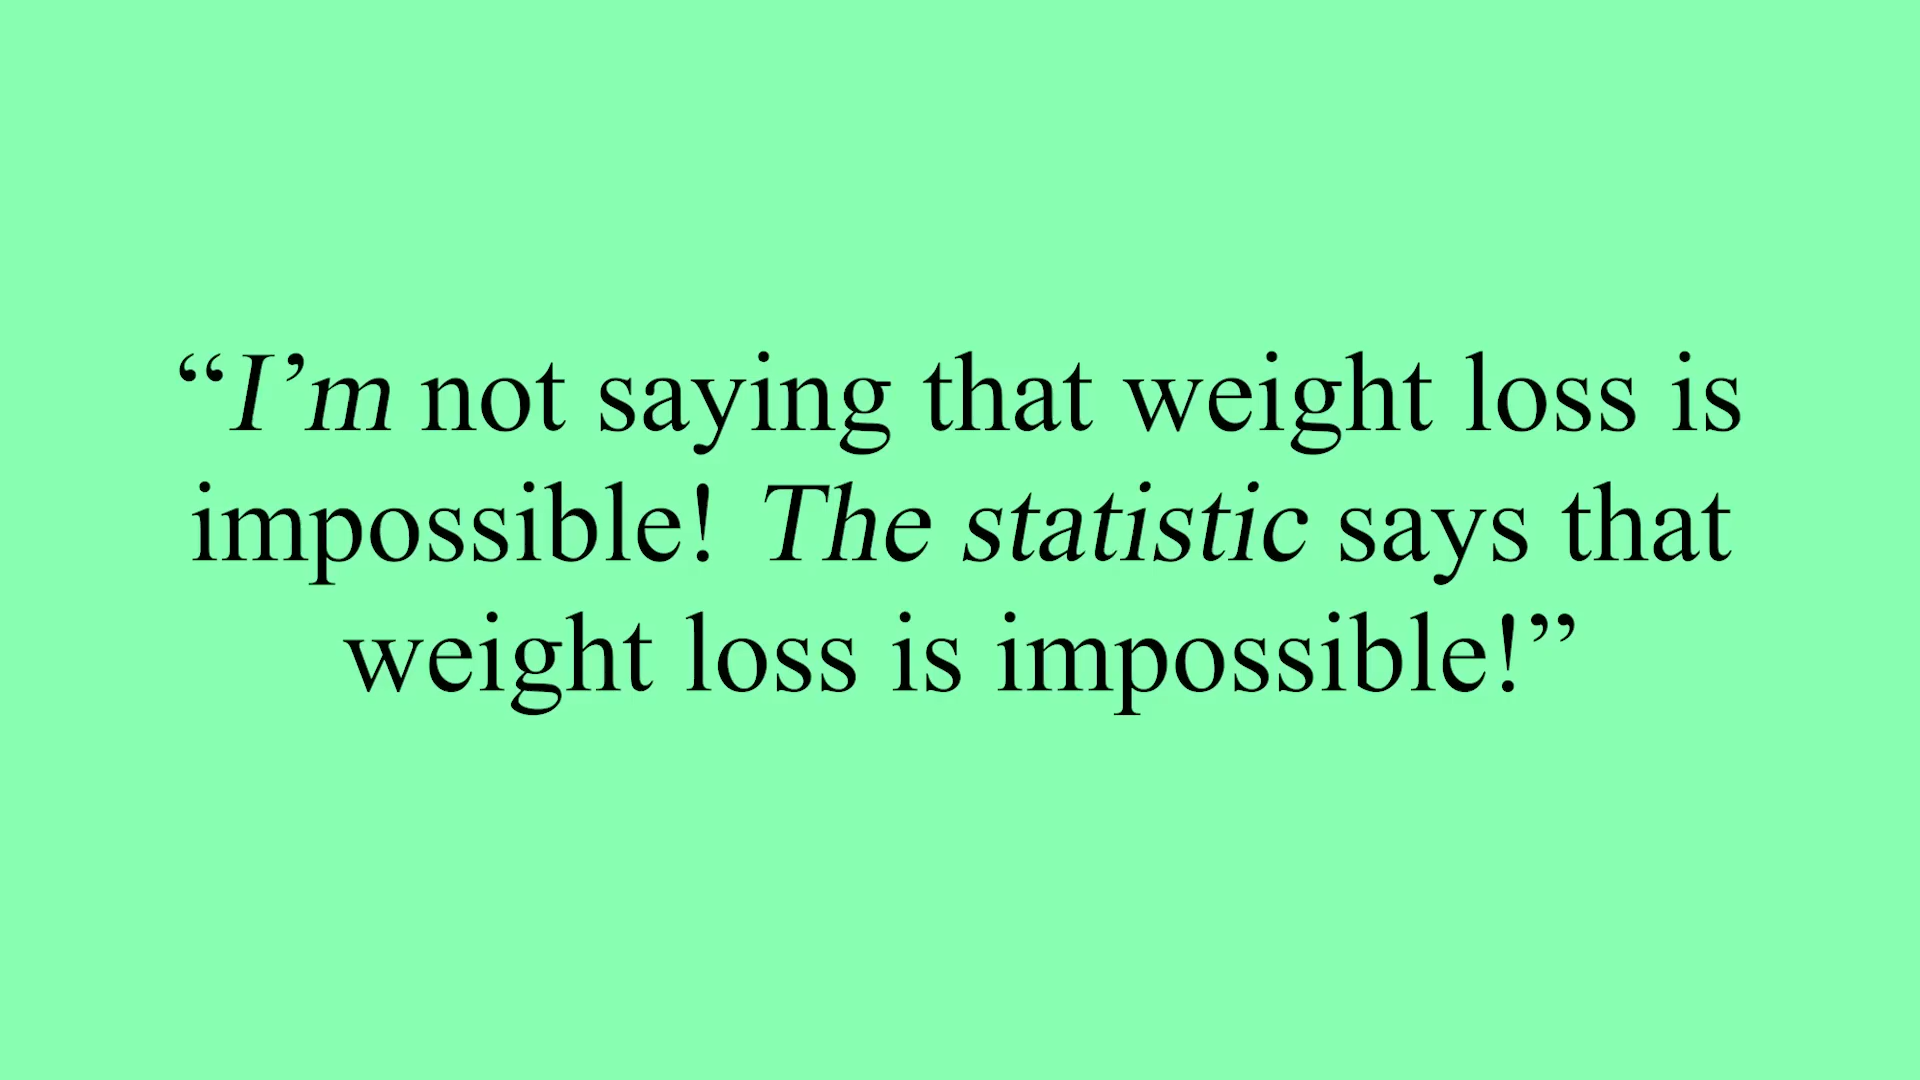 “I’m not saying that weight loss is
impossible! The statistic says that
weight loss is impossible!”